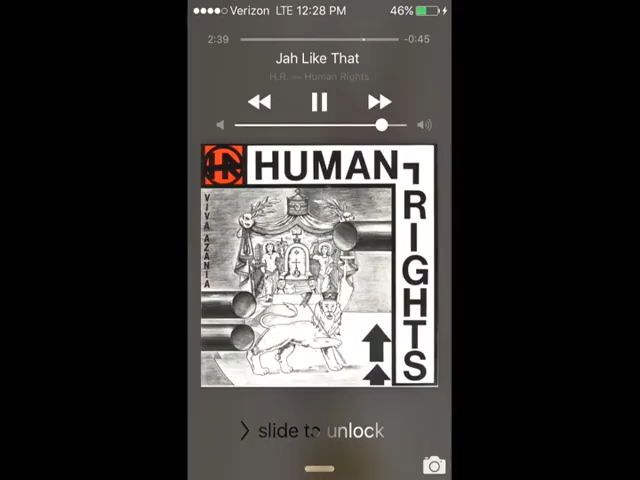 Verizon LTE 12:28 PM 46%
2:39 -0:45
Jah Like That
H.R. — Human Rights
HR HUMAN
RIGHTS
VIVA AZANIA
> slide to unlock